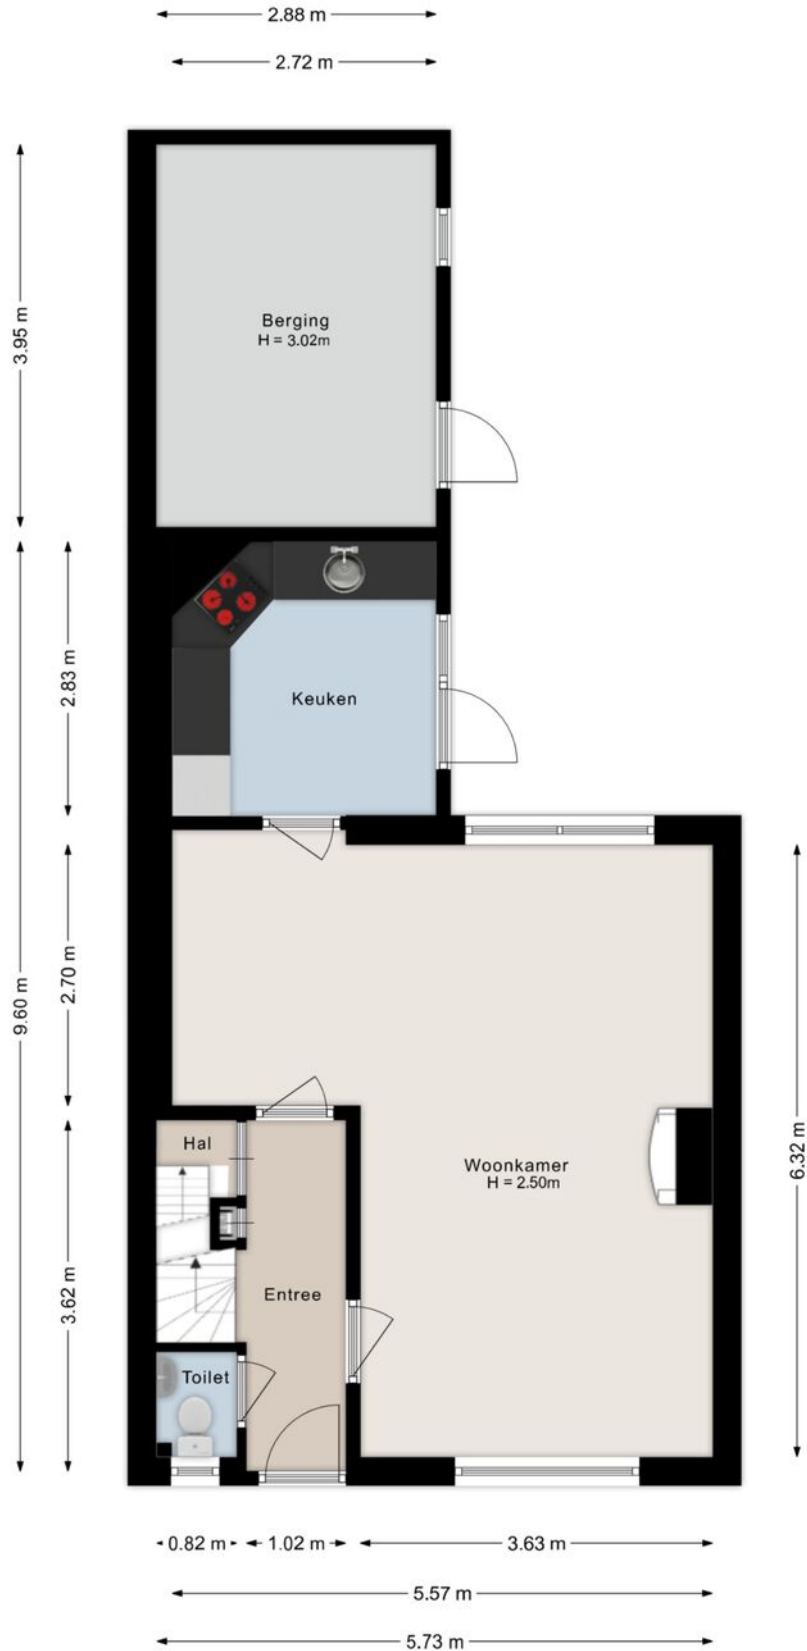 2.88 m
2.72 m
3.95 m
Berging
H = 3.02m
2.83 m
Keuken
9.60 m
2.70 m
6.32 m
Hal
Woonkamer
H = 2.50m
3.62 m
Entree
Toilet
0.82 m
1.02 m
3.63 m
5.57 m
5.73 m